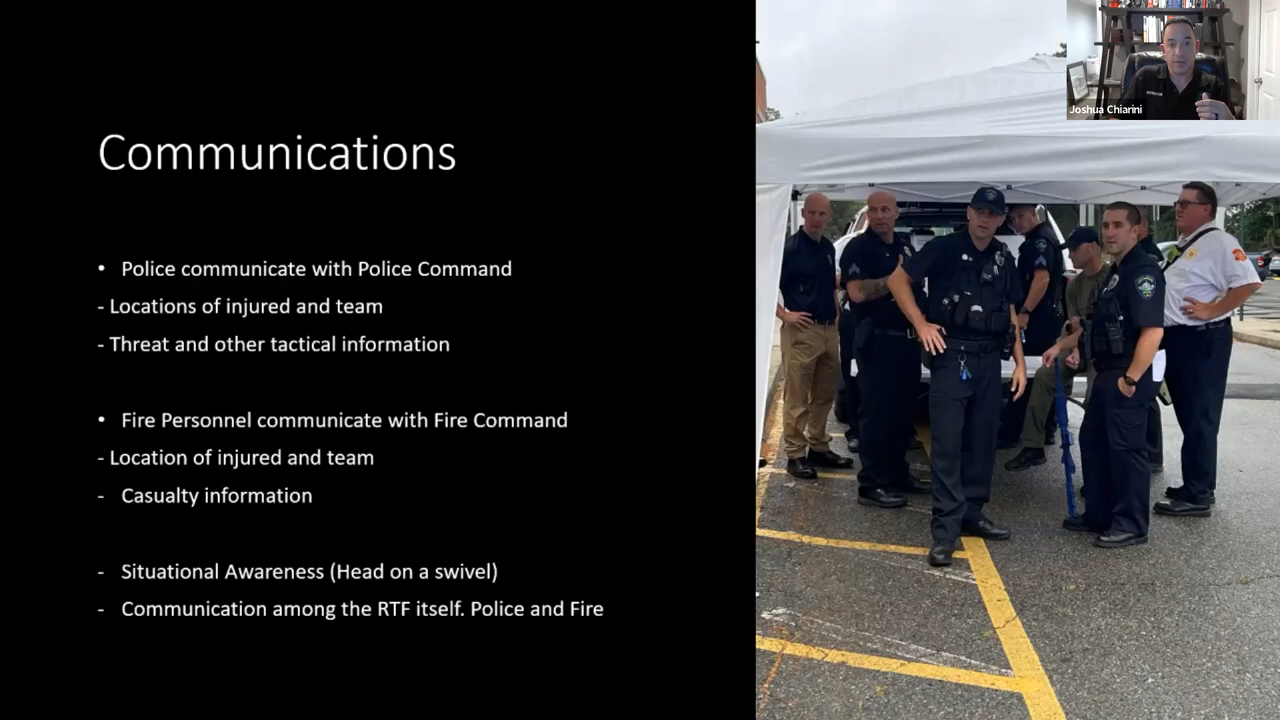 Joshua Chiarini
Communications
• Police communicate with Police Command
- Locations of injured and team
- Threat and other tactical information
• Fire Personnel communicate with Fire Command
- Location of injured and team
- Casualty information
- Situational Awareness (Head on a swivel)
- Communication among the RTF itself. Police and Fire